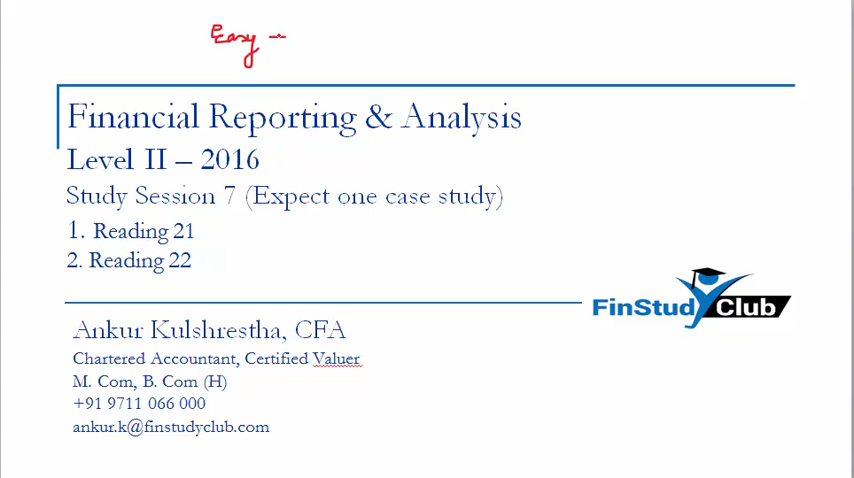 Easy -
Financial Reporting & Analysis
Level II – 2016
Study Session 7 (Expect one case study)
1. Reading 21
2. Reading 22
FinStudyClub
Ankur Kulshrestha, CFA
Chartered Accountant, Certified Valuer
M. Com, B. Com (H)
+91 9711 066 000
ankur.k@finstudyclub.com